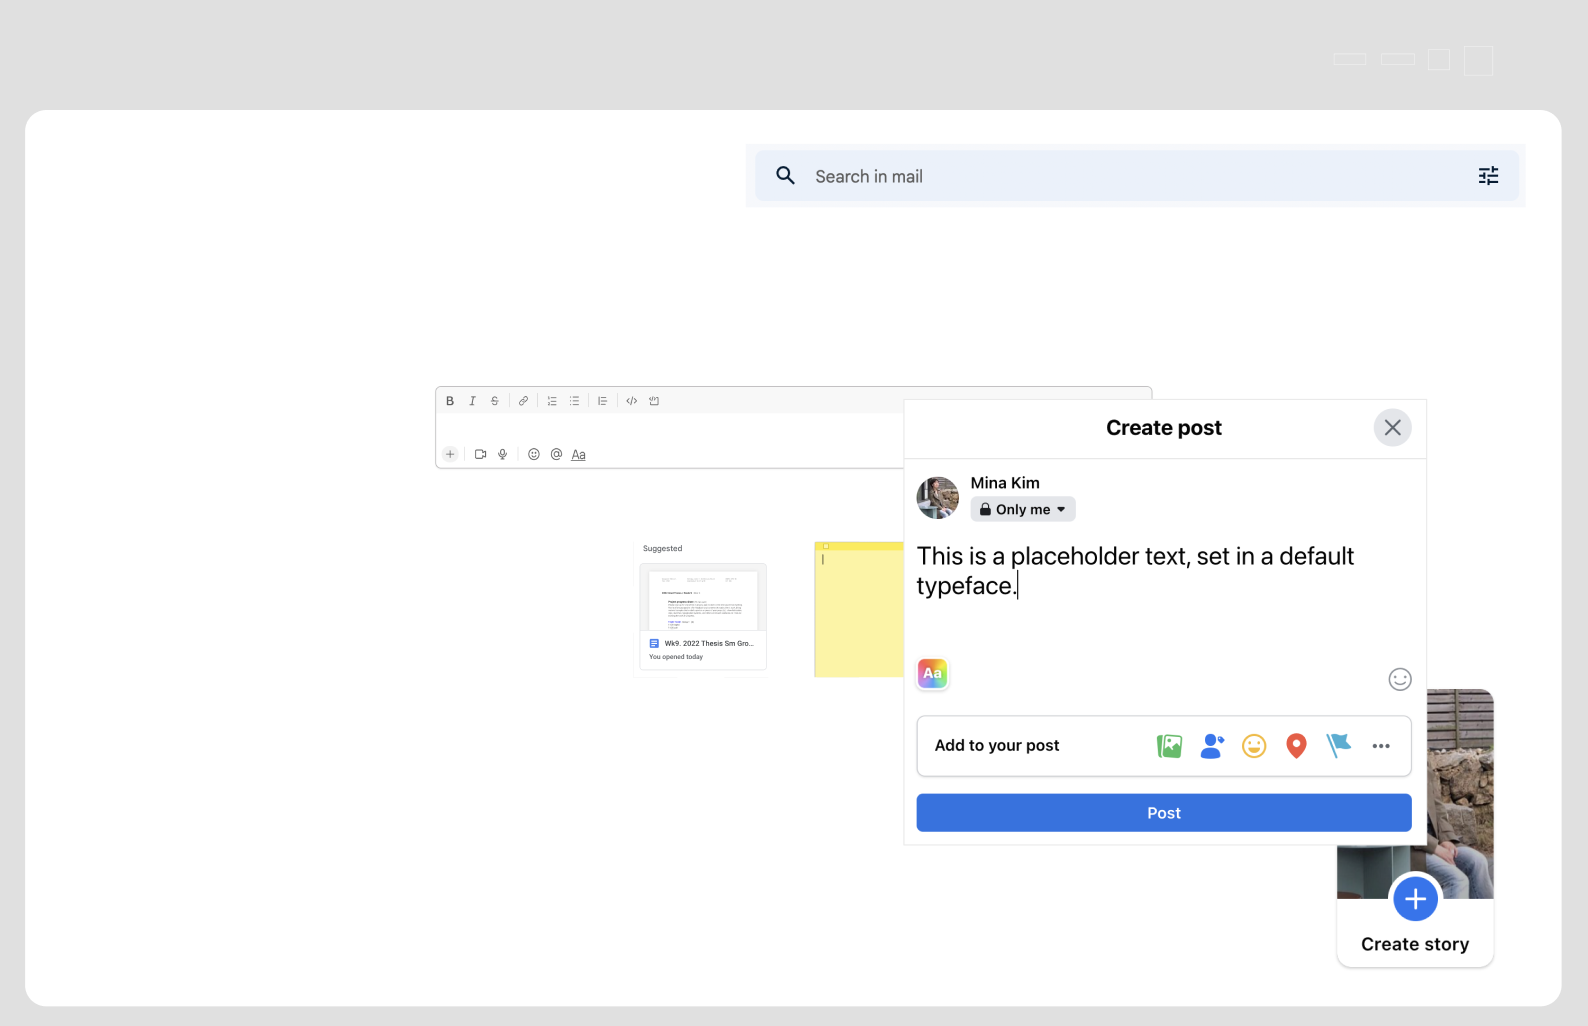 Search in mail
B I S
Aa
Create post
Mina Kim
Only me
This is a placeholder text, set in a default
typeface.
Suggested
Wk9. 2022 Thesis Sm Gro...
You opened today
Aa
Add to your post
Post
Create story